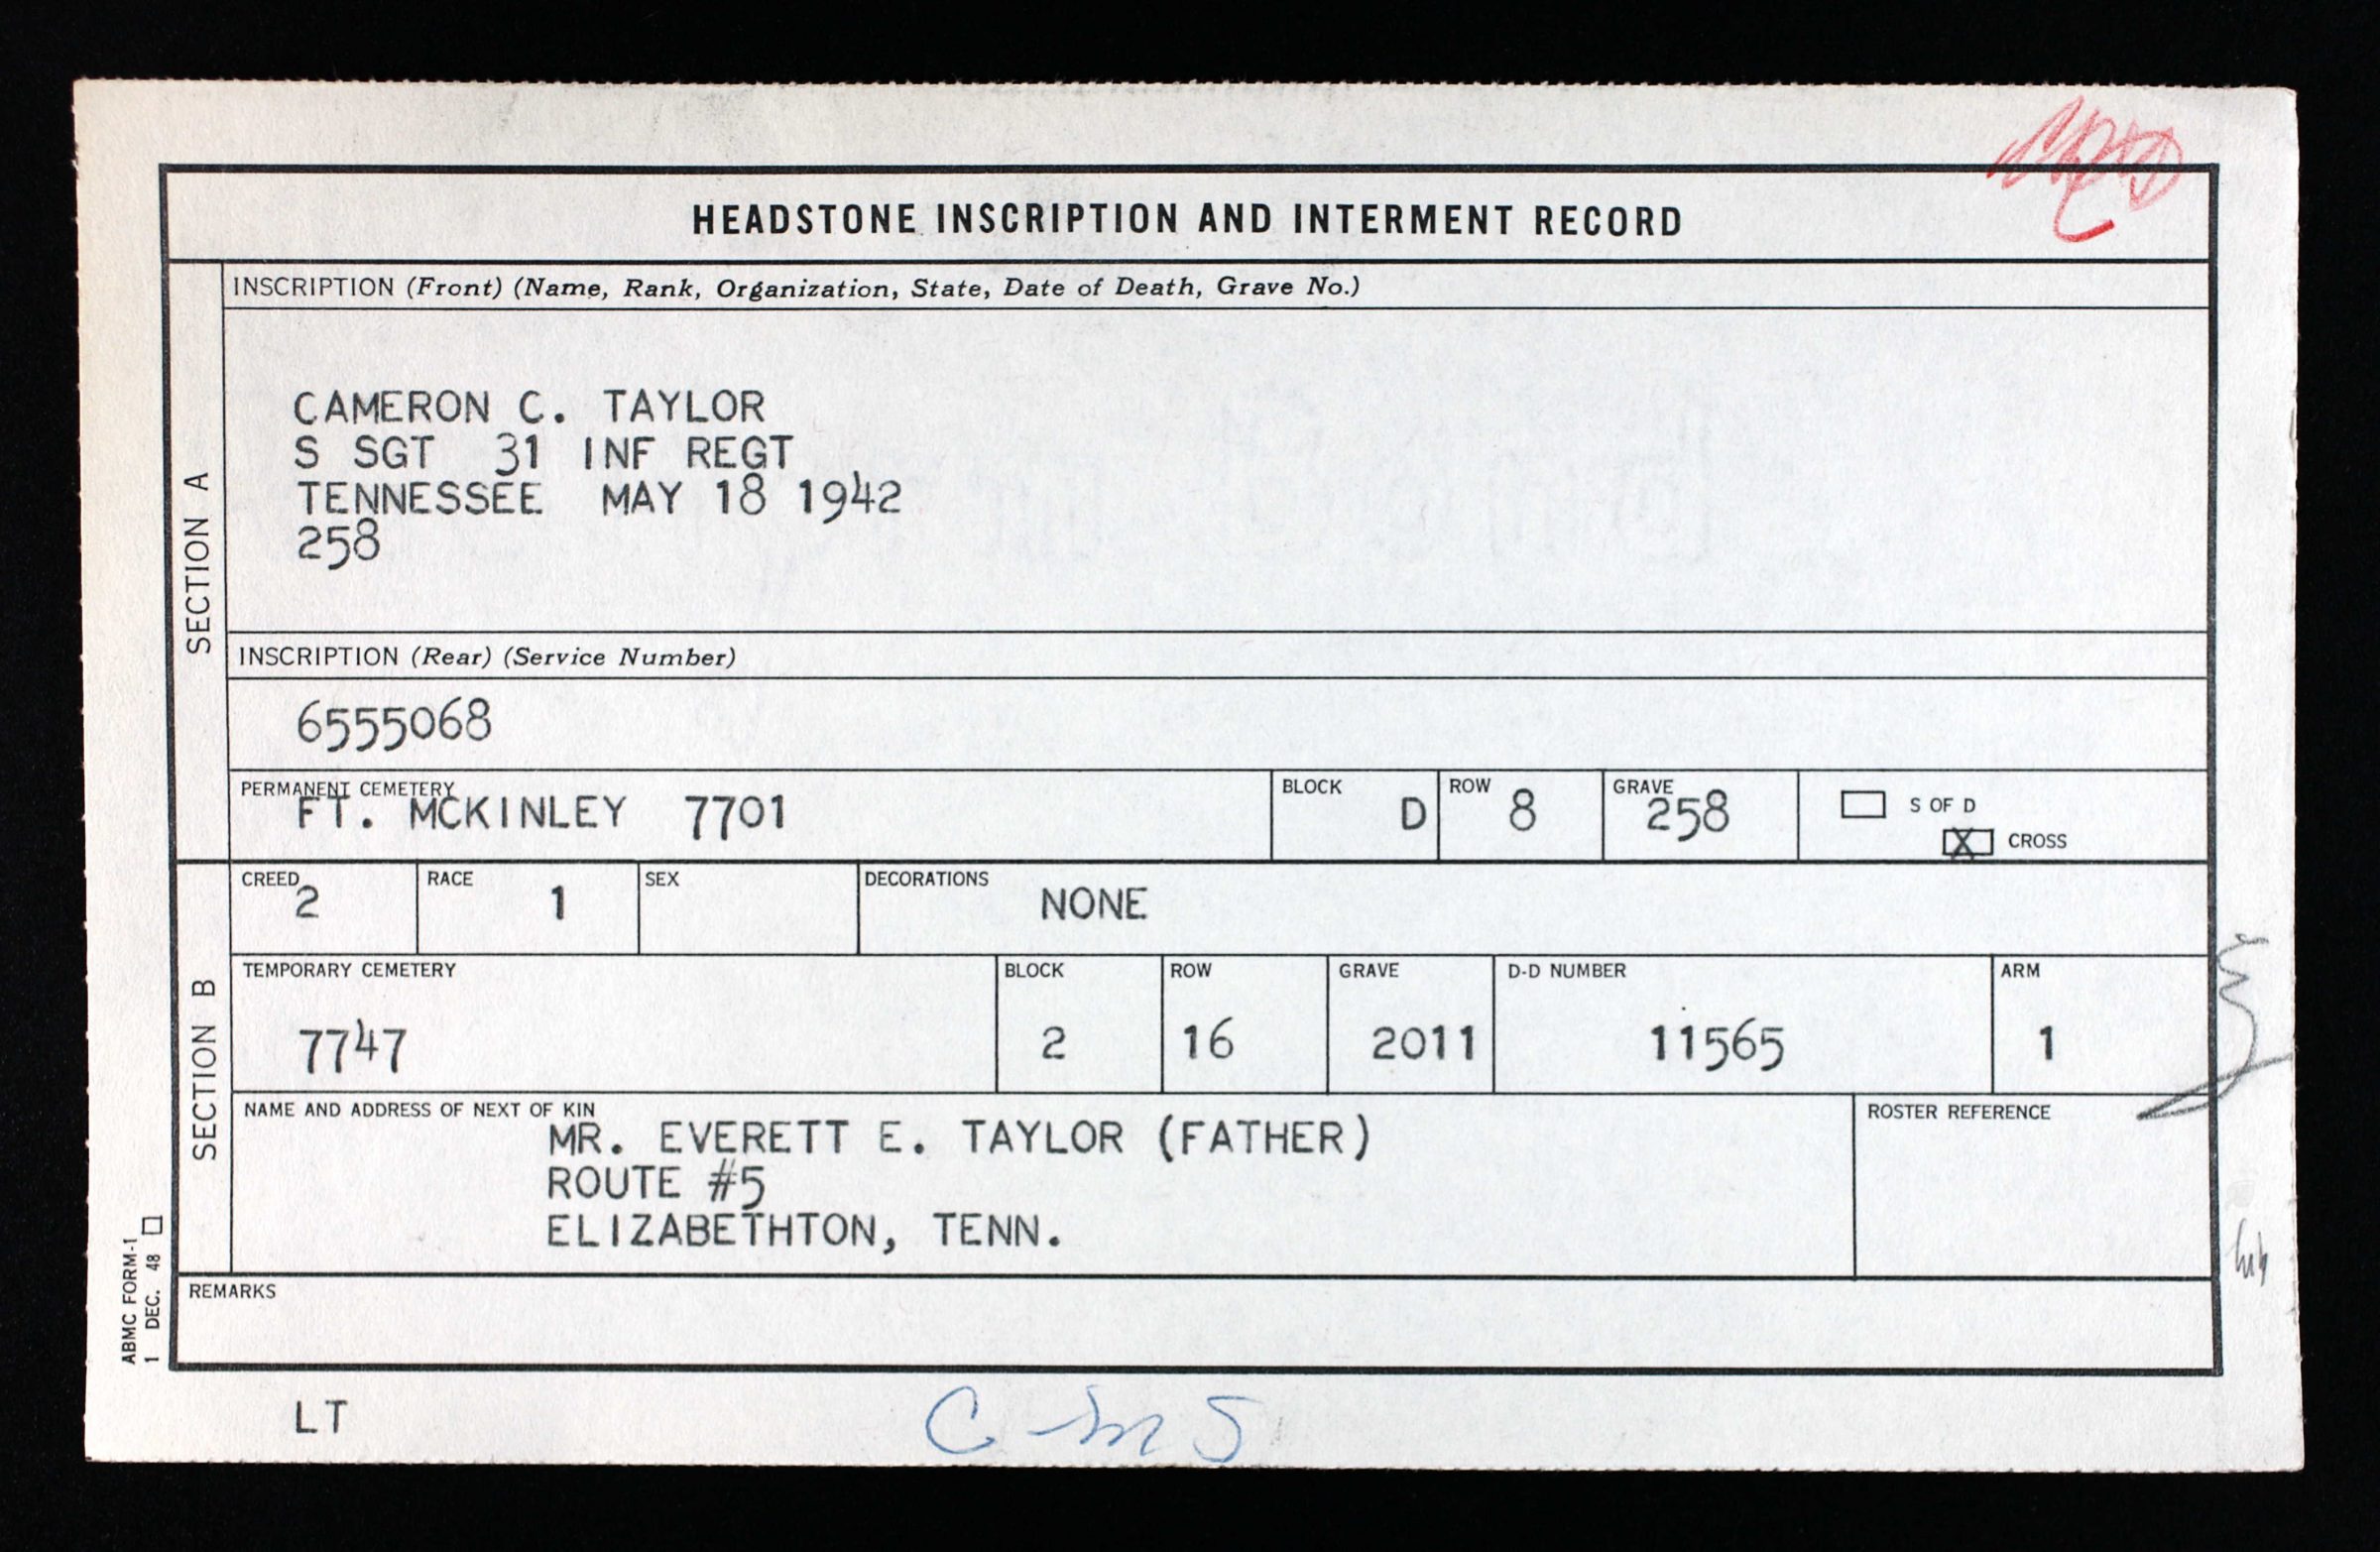 HEADSTONE INSCRIPTION AND INTERMENT RECORD
SECTION A
INSCRIPTION (Front) (Name, Rank, Organization, State, Date of Death, Grave No.)
CAMERON C. TAYLOR
S SGT 31 INF REGT
TENNESSEE MAY 18 1942
258
INSCRIPTION (Rear) (Service Number)
6555068
PERMANENT CEMETERY BLOCK ROW GRAVE
FT. MCKINLEY 7701 D 8 258 S OF D
X CROSS
SECTION B
CREED RACE SEX DECORATIONS
2 1 NONE
TEMPORARY CEMETERY BLOCK ROW GRAVE D-D NUMBER ARM
7747 2 16 2011 11565 1
NAME AND ADDRESS OF NEXT OF KIN ROSTER REFERENCE
MR. EVERETT E. TAYLOR (FATHER)
ROUTE #5
ELIZABETHTON, TENN.
REMARKS
ABMC FORM-1
1 DEC. 48
LT